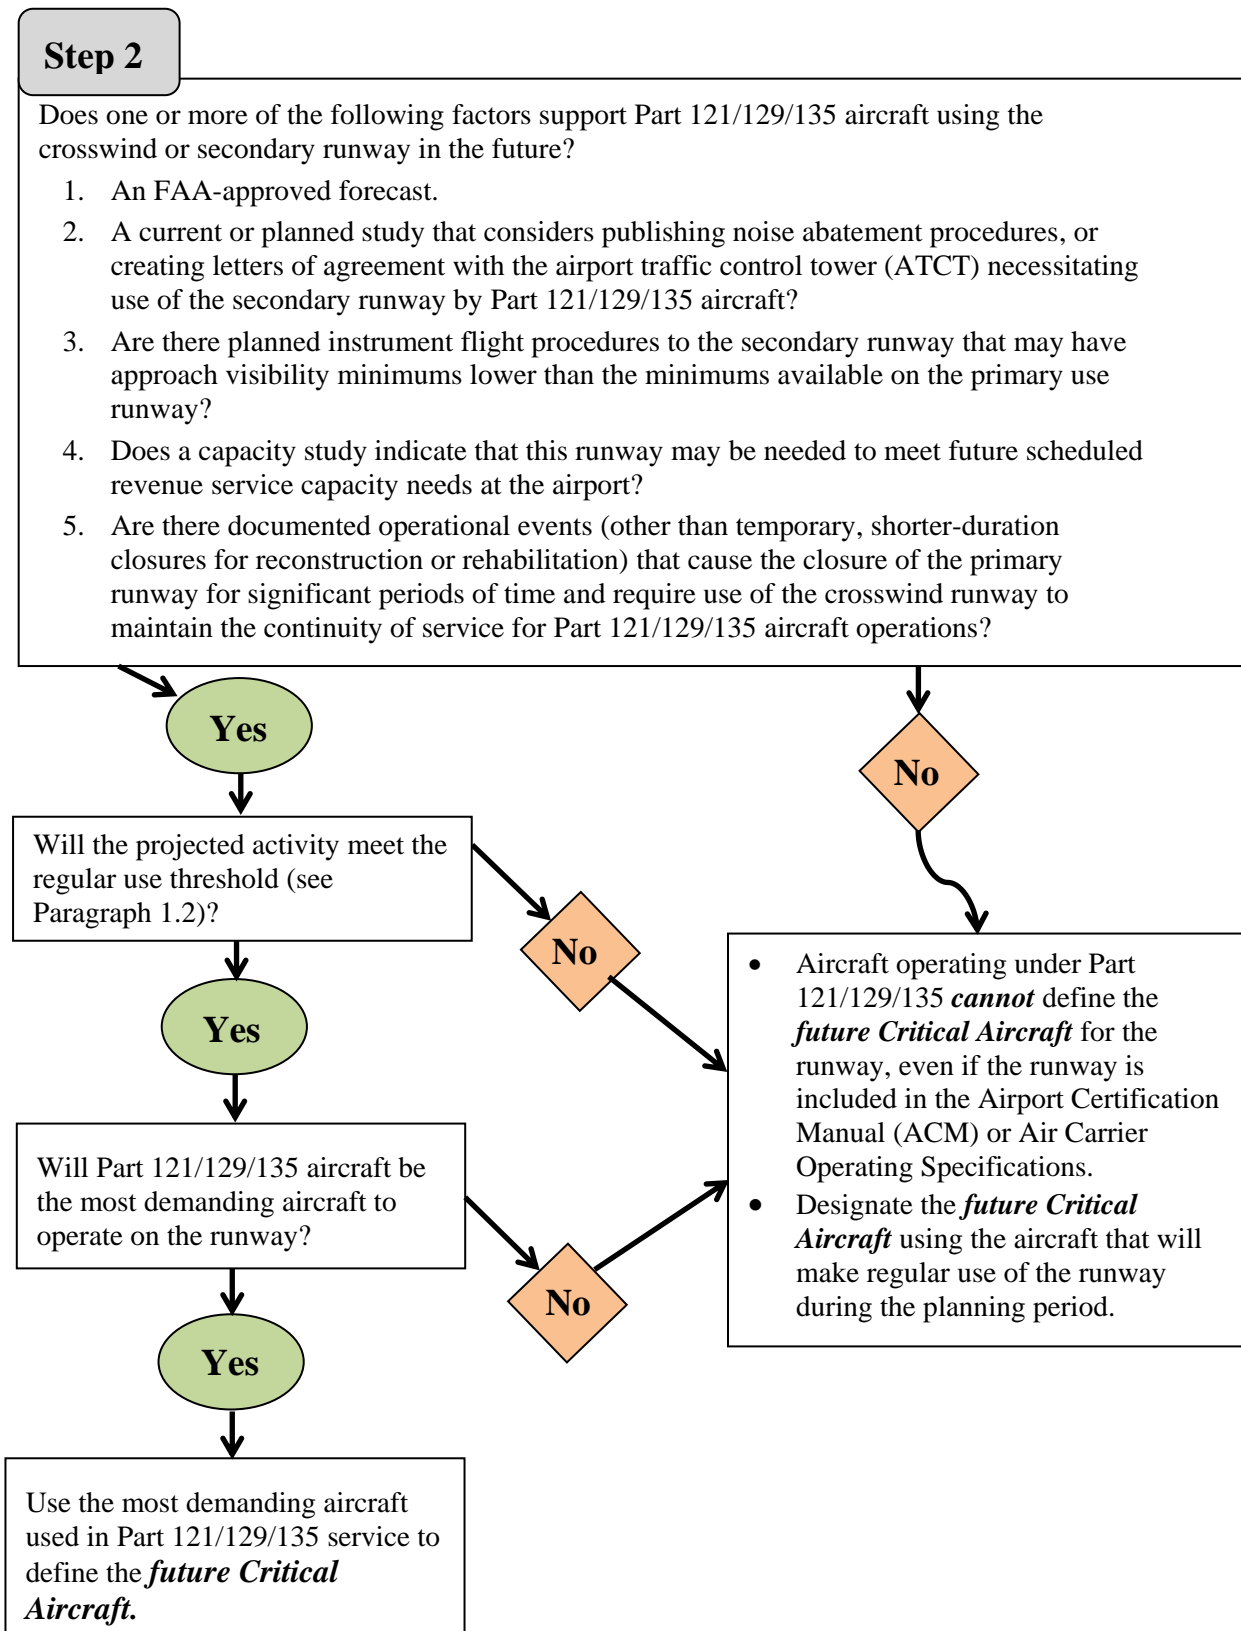 Step 2
Does one or more of the following factors support Part 121/129/135 aircraft using the
crosswind or secondary runway in the future?
1. An FAA-approved forecast.
2. A current or planned study that considers publishing noise abatement procedures, or
creating letters of agreement with the airport traffic control tower (ATCT) necessitating
use of the secondary runway by Part 121/129/135 aircraft?
3. Are there planned instrument flight procedures to the secondary runway that may have
approach visibility minimums lower than the minimums available on the primary use
runway?
4. Does a capacity study indicate that this runway may be needed to meet future scheduled
revenue service capacity needs at the airport?
5. Are there documented operational events (other than temporary, shorter-duration
closures for reconstruction or rehabilitation) that cause the closure of the primary
runway for significant periods of time and require use of the crosswind runway to
maintain the continuity of service for Part 121/129/135 aircraft operations?
Yes
No
Will the projected activity meet the
regular use threshold (see
Paragraph 1.2)?
No
Yes
• Aircraft operating under Part
121/129/135 cannot define the
future Critical Aircraft for the
runway, even if the runway is
included in the Airport Certification
Manual (ACM) or Air Carrier
Operating Specifications.
• Designate the future Critical
Aircraft using the aircraft that will
make regular use of the runway
during the planning period.
Will Part 121/129/135 aircraft be
the most demanding aircraft to
operate on the runway?
No
Yes
Use the most demanding aircraft
used in Part 121/129/135 service to
define the future Critical
Aircraft.